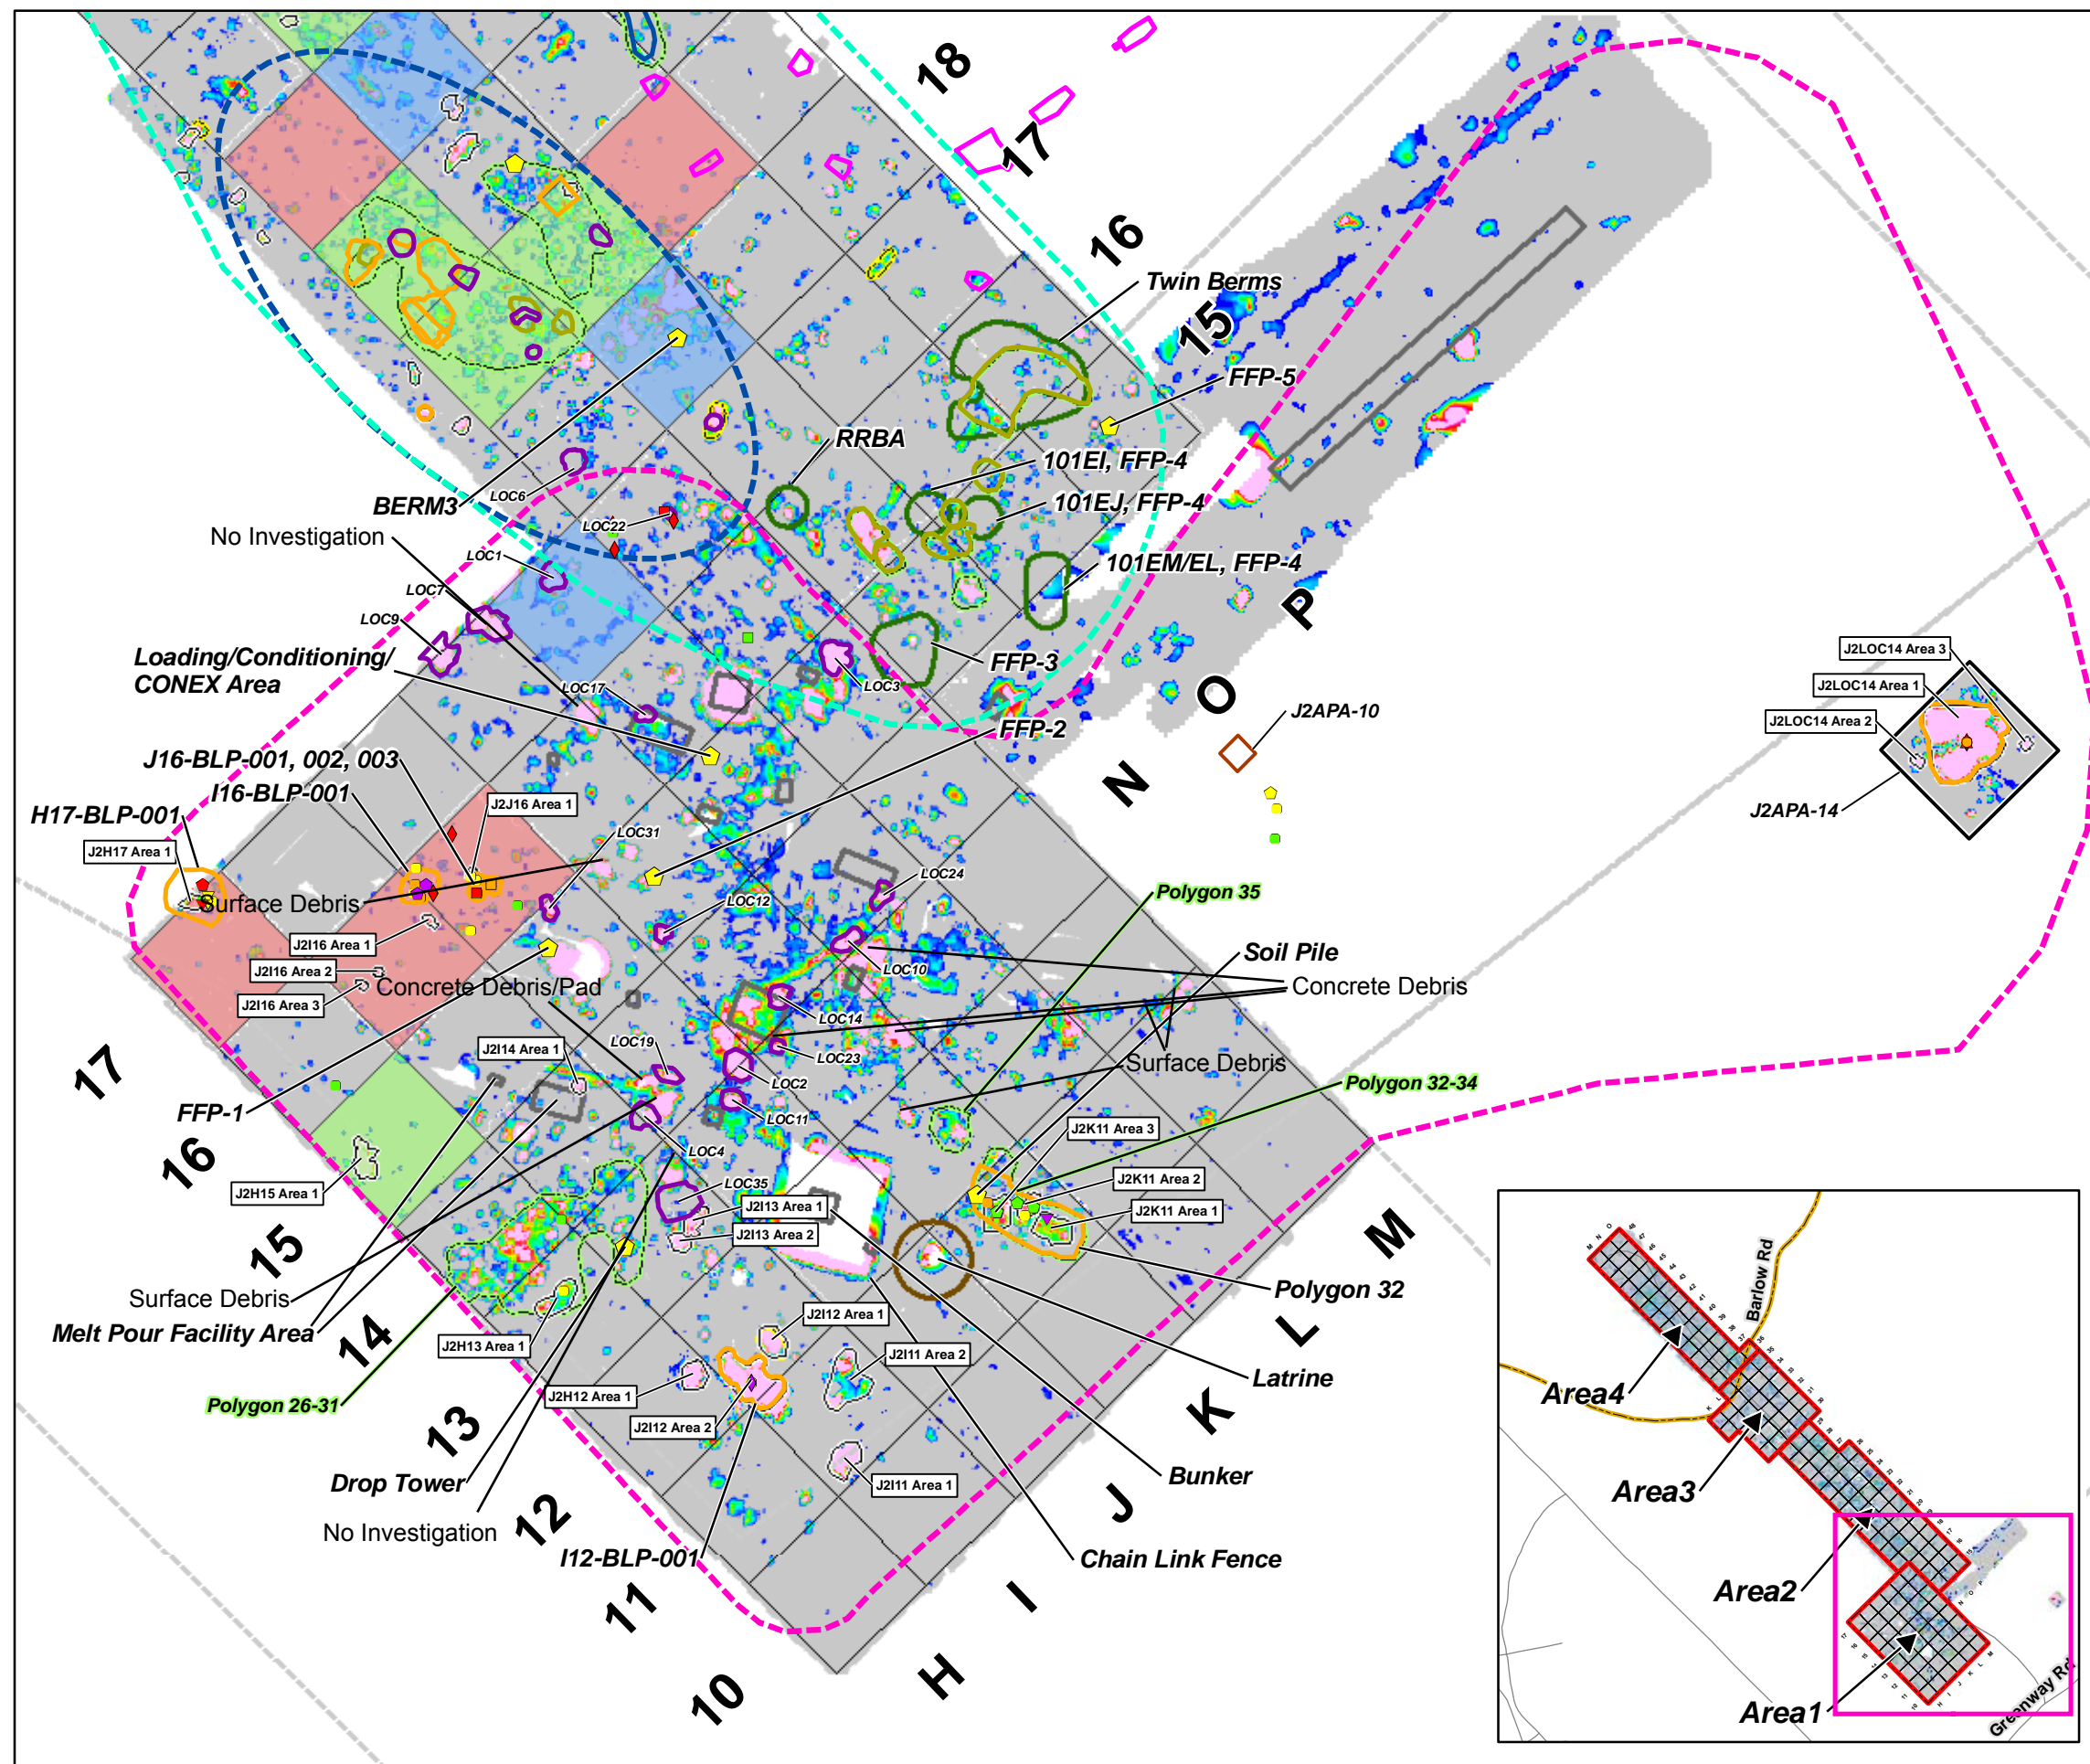 18
17
16
Twin Berms
15
FFP-5
RRBA
101EI, FFP-4
BERM3
LOC6
101EJ, FFP-4
No Investigation
LOC22
LOC1
101EM/EL, FFP-4
LOC7
P
LOC9
Loading/Conditioning/
CONEX Area
FFP-3
LOC3
LOC17
O
J2LOC14 Area 3
J2LOC14 Area 1
J2LOC14 Area 2
J2APA-10
FFP-2
J16-BLP-001, 002, 003
N
I16-BLP-001
J2J16 Area 1
J2APA-14
H17-BLP-001
J2H17 Area 1
LOC31
LOC24
Polygon 35
Surface Debris
LOC12
J2I16 Area 1
Soil Pile
J2I16 Area 2
LOC10
Concrete Debris/Pad
Concrete Debris
J2I16 Area 3
LOC14
J2I14 Area 1
LOC19
LOC23
Surface Debris
17
LOC2
Polygon 32-34
FFP-1
LOC11
J2K11 Area 3
16
LOC4
J2K11 Area 2
J2H15 Area 1
LOC35
J2I13 Area 1
J2K11 Area 1
J2I13 Area 2
M
15
Surface Debris
Polygon 32
Melt Pour Facility Area
14
J2I12 Area 1
L
J2H13 Area 1
J2I11 Area 2
Latrine
J2H12 Area 1
Polygon 26-31
J2I12 Area 2
K
13
Drop Tower
Bunker
J2I11 Area 1
J
12
No Investigation
I12-BLP-001
Chain Link Fence
11
I
H
10
Barlow Rd
Area4
Area3
Area2
Area1
Greenway Rd